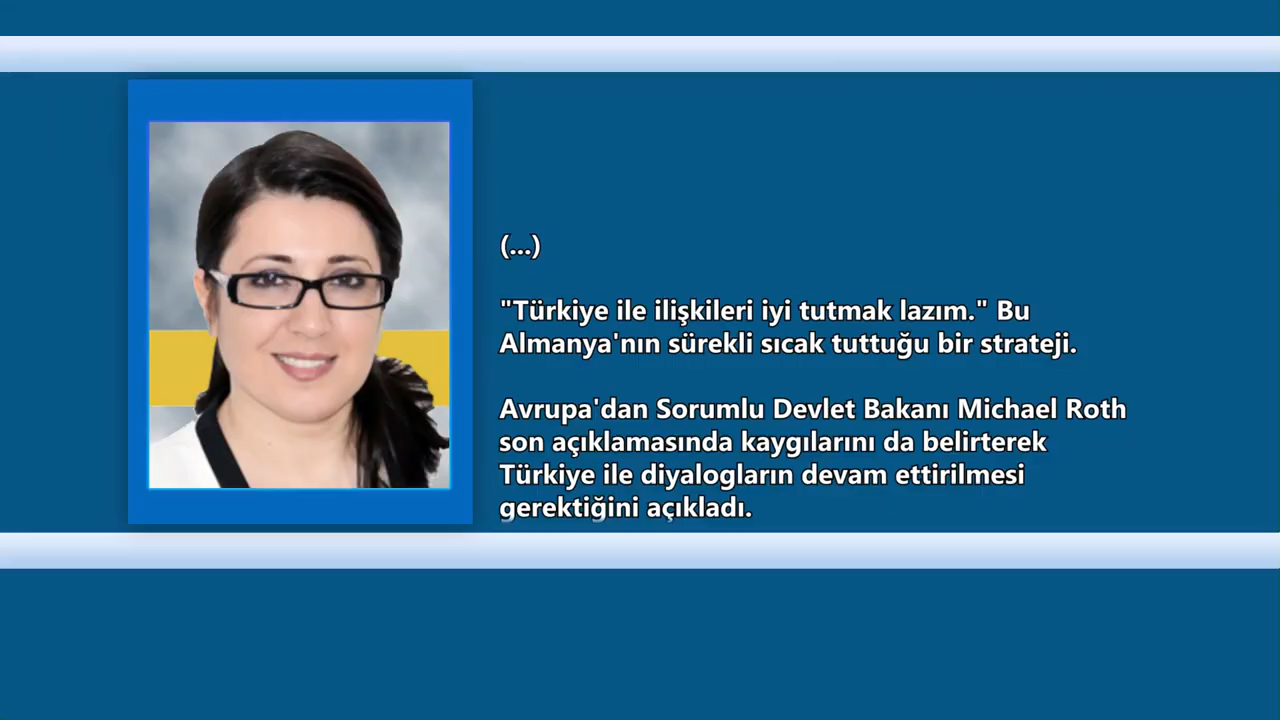 (...)
"Türkiye ile ilişkileri iyi tutmak lazım." Bu
Almanya'nın sürekli sıcak tuttuğu bir strateji.
Avrupa'dan Sorumlu Devlet Bakanı Michael Roth
son açıklamasında kaygılarını da belirterek
Türkiye ile diyalogların devam ettirilmesi
gerektiğini açıkladı.